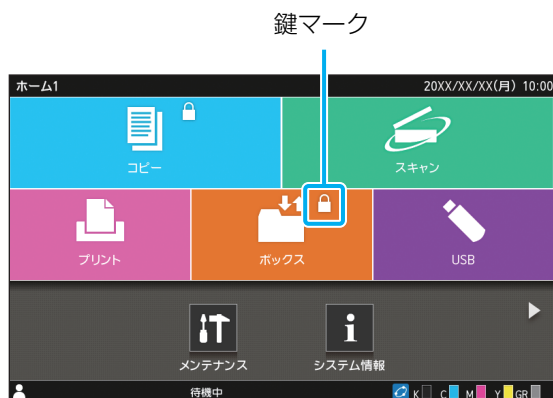 鍵マーク
ホーム1
20XX/XX/XX(月) 10:00
コピー
スキャン
プリント
ボックス
USB
メンテナンス
システム情報
待機中
K C M Y GR